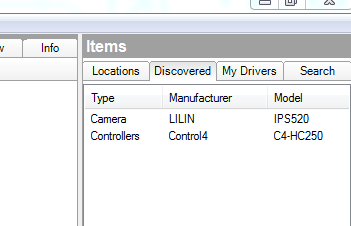 Items
w Info
Locations Discovered My Drivers Search
Type Manufacturer Model
Camera LILIN IPS520
Controllers Control4 C4-HC250